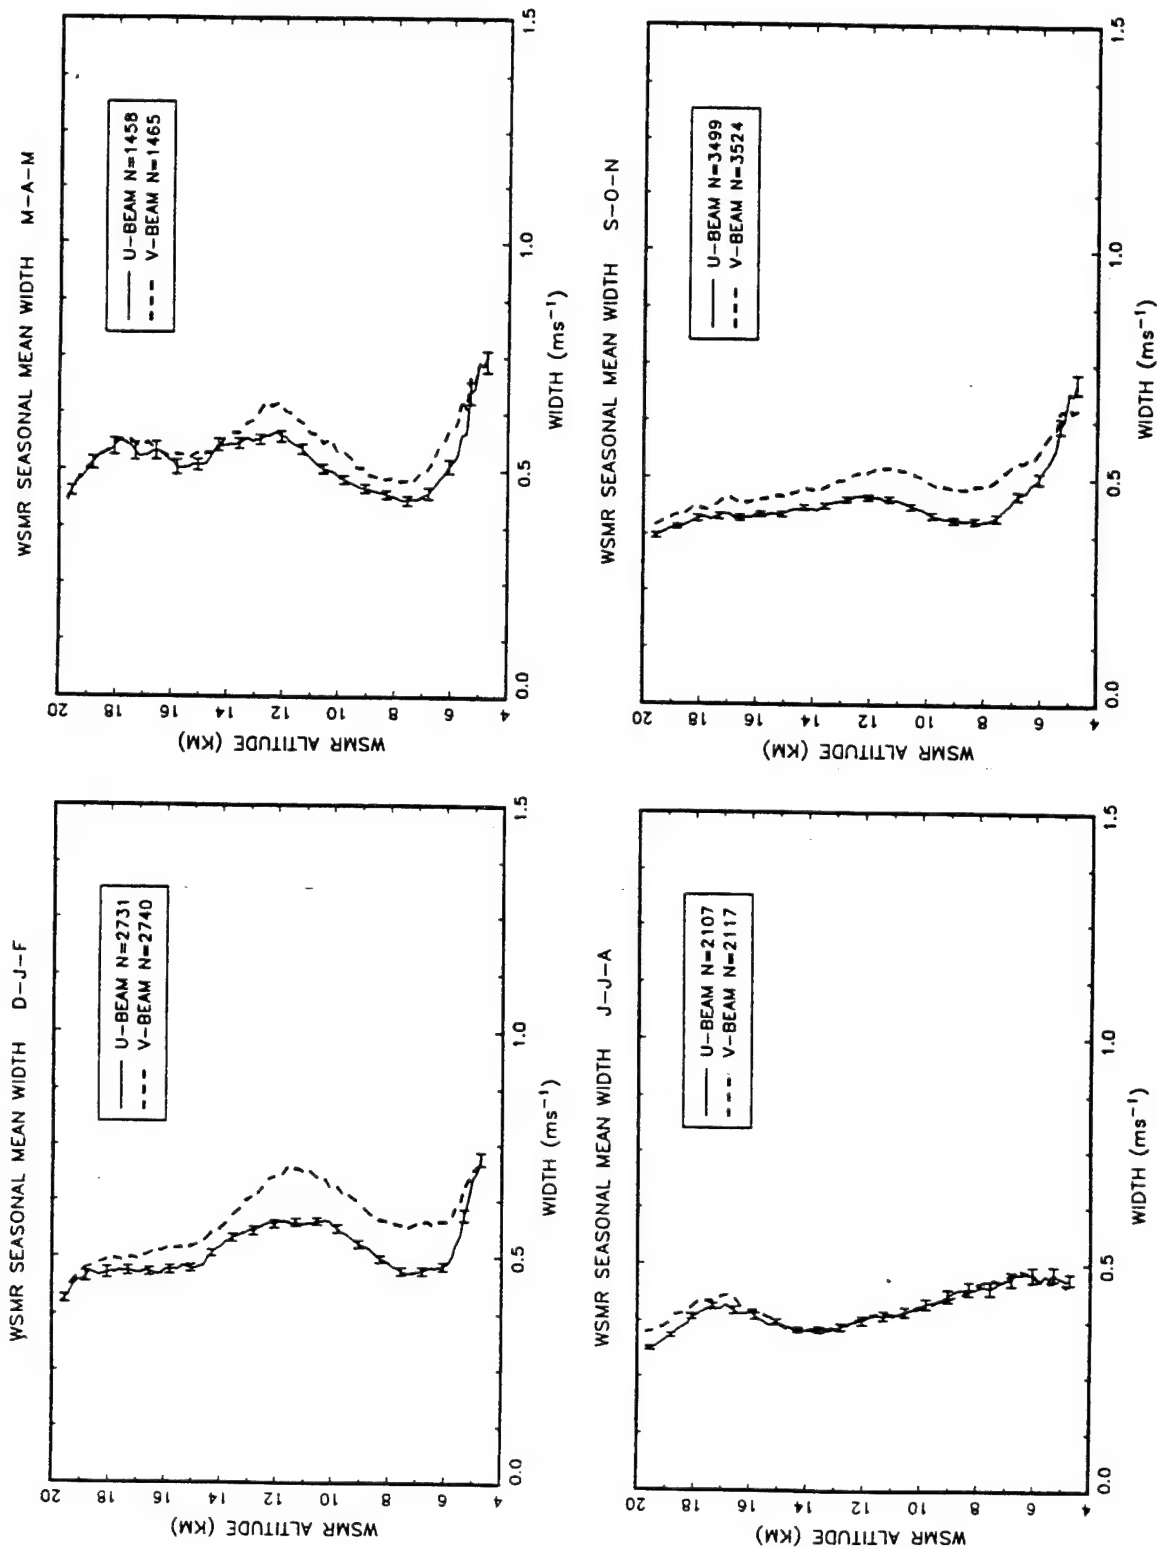 WSMR SEASONAL MEAN WIDTH D-J-F
U-BEAM N=2731
V-BEAM N=2740
WSMR ALTITUDE (KM)
20
18
16
14
12
10
8
6
4
0.0
0.5
1.0
1.5
WIDTH (ms⁻¹)
WSMR SEASONAL MEAN WIDTH M-A-M
U-BEAM N=1458
V-BEAM N=1465
WSMR ALTITUDE (KM)
20
18
16
14
12
10
8
6
4
0.0
0.5
1.0
1.5
WIDTH (ms⁻¹)
WSMR SEASONAL MEAN WIDTH J-J-A
U-BEAM N=2107
V-BEAM N=2117
WSMR ALTITUDE (KM)
20
18
16
14
12
10
8
6
4
0.0
0.5
1.0
1.5
WIDTH (ms⁻¹)
WSMR SEASONAL MEAN WIDTH S-O-N
U-BEAM N=3499
V-BEAM N=3524
WSMR ALTITUDE (KM)
20
18
16
14
12
10
8
6
4
0.0
0.5
1.0
1.5
WIDTH (ms⁻¹)